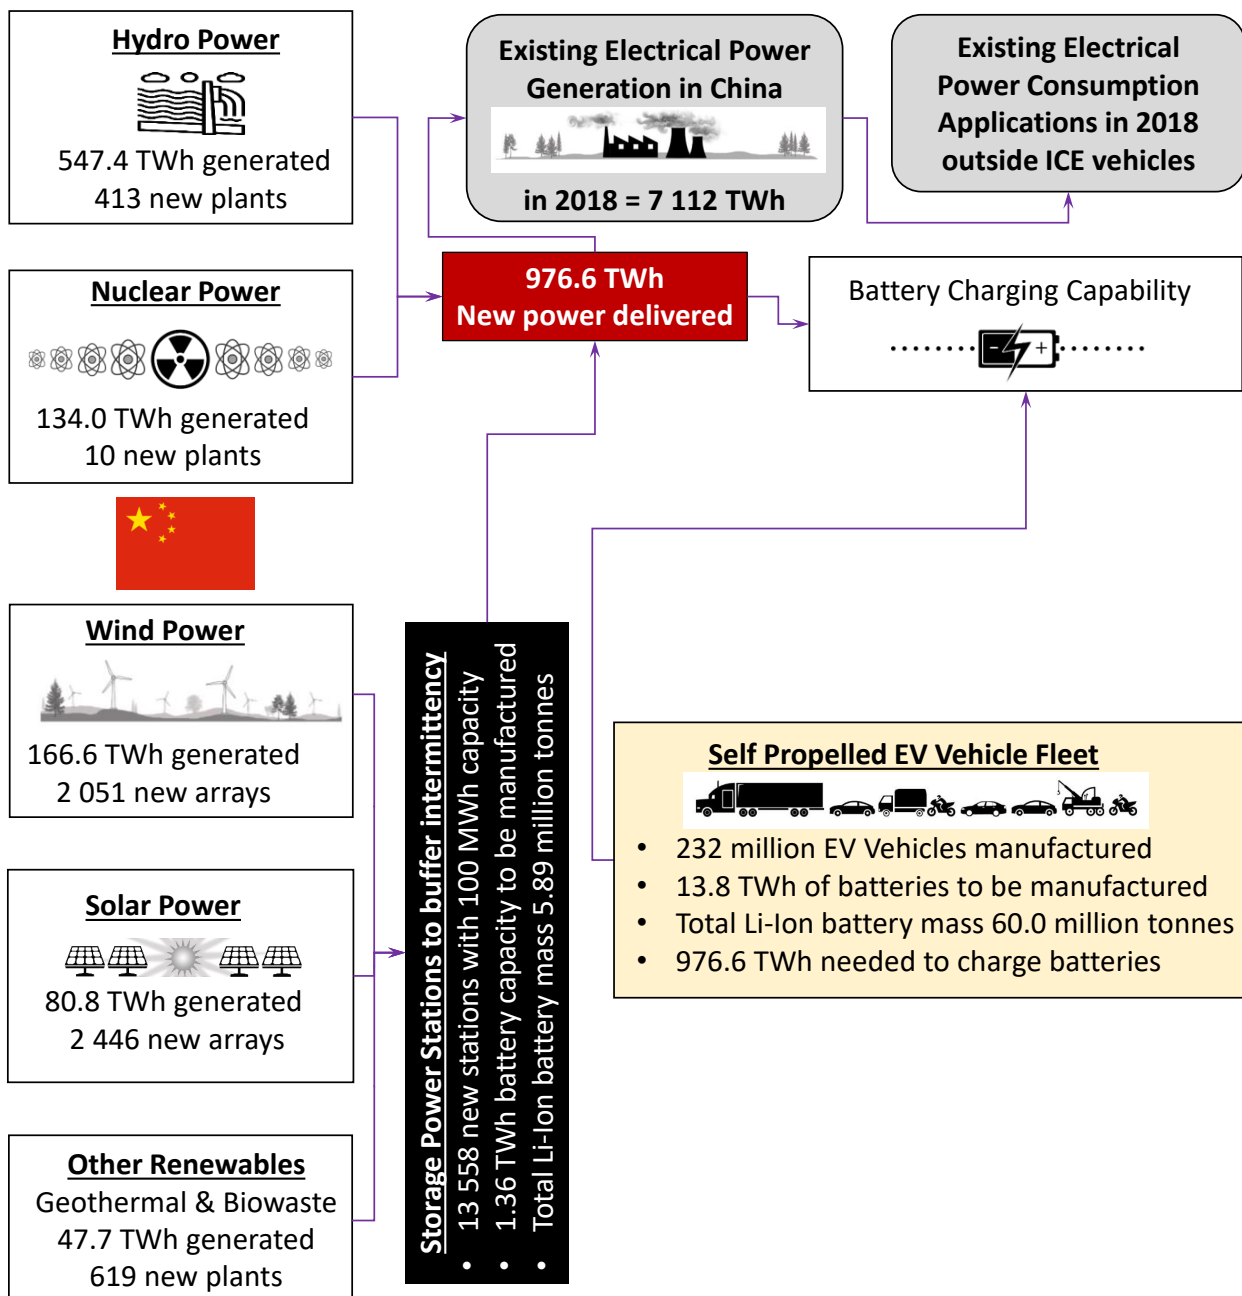 Hydro Power
547.4 TWh generated
413 new plants
Existing Electrical Power
Generation in China
in 2018 = 7 112 TWh
Existing Electrical
Power Consumption
Applications in 2018
outside ICE vehicles
Nuclear Power
134.0 TWh generated
10 new plants
976.6 TWh
New power delivered
Battery Charging Capability
- +
Wind Power
166.6 TWh generated
2 051 new arrays
Solar Power
80.8 TWh generated
2 446 new arrays
Other Renewables
Geothermal & Biowaste
47.7 TWh generated
619 new plants
Storage Power Stations to buffer intermittency
• 13 558 new stations with 100 MWh capacity
• 1.36 TWh battery capacity to be manufactured
• Total Li-Ion battery mass 5.89 million tonnes
Self Propelled EV Vehicle Fleet
• 232 million EV Vehicles manufactured
• 13.8 TWh of batteries to be manufactured
• Total Li-Ion battery mass 60.0 million tonnes
• 976.6 TWh needed to charge batteries